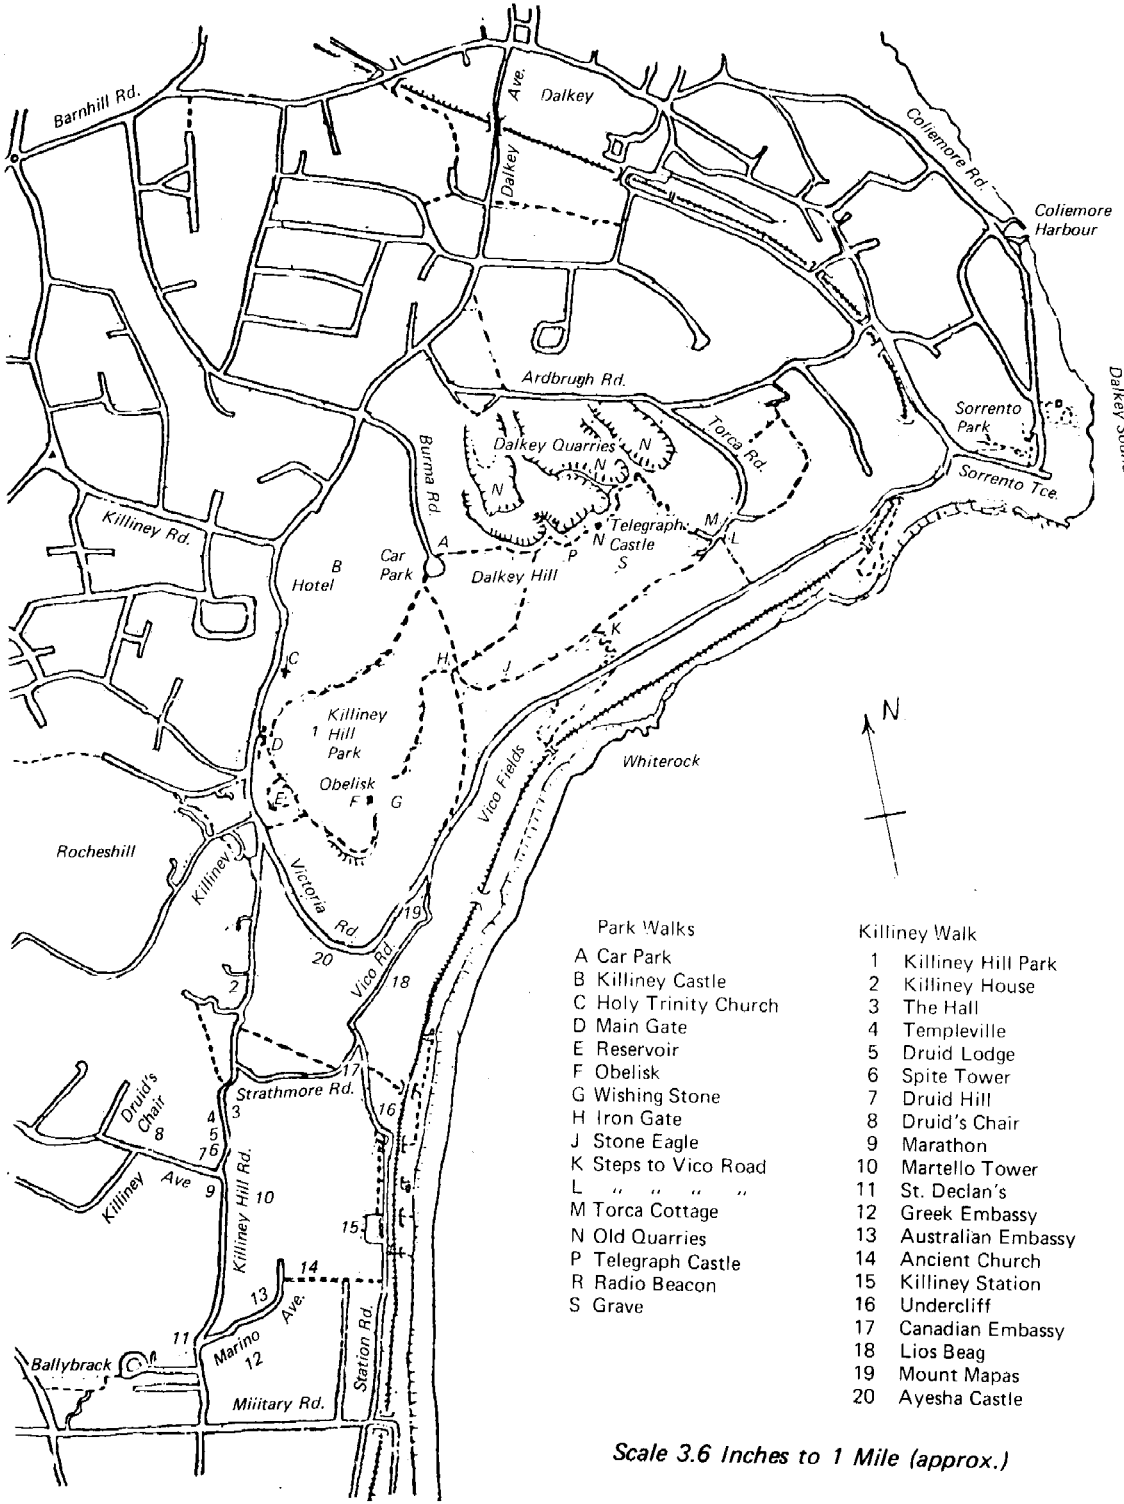 Barnhill Rd.
Dalkey Ave.
Dalkey
Coliemore Rd.
Coliemore
Harbour
Ardbrugh Rd.
Torca Rd.
Dalkey Quarries
N
N
N
Sorrento
Park
Sorrento Tce.
Burma Rd.
Killiney Rd.
A
Car
Park
B
Hotel
Dalkey Hill
P
N
Telegraph
Castle
S
M
L
K
C
H
J
D
1
Killiney
Hill
Park
Obelisk
E
F
G
Vico Fields
Whiterock
N
Rocheshill
Killiney
Victoria Rd.
19
20
Vico Rd.
18
2
17
Strathmore Rd.
16
Druid's
Chair
8
3
4
5
6
7
Killiney Ave
9
10
Killiney Hill Rd.
15
14
13
Marino Ave.
12
11
Station Rd.
Ballybrack
Military Rd.
Dalkey
Park Walks
A Car Park
B Killiney Castle
C Holy Trinity Church
D Main Gate
E Reservoir
F Obelisk
G Wishing Stone
H Iron Gate
J Stone Eagle
K Steps to Vico Road
L " " " "
M Torca Cottage
N Old Quarries
P Telegraph Castle
R Radio Beacon
S Grave
Killiney Walk
1 Killiney Hill Park
2 Killiney House
3 The Hall
4 Templeville
5 Druid Lodge
6 Spite Tower
7 Druid Hill
8 Druid's Chair
9 Marathon
10 Martello Tower
11 St. Declan's
12 Greek Embassy
13 Australian Embassy
14 Ancient Church
15 Killiney Station
16 Undercliff
17 Canadian Embassy
18 Lios Beag
19 Mount Mapas
20 Ayesha Castle
Scale 3.6 Inches to 1 Mile (approx.)